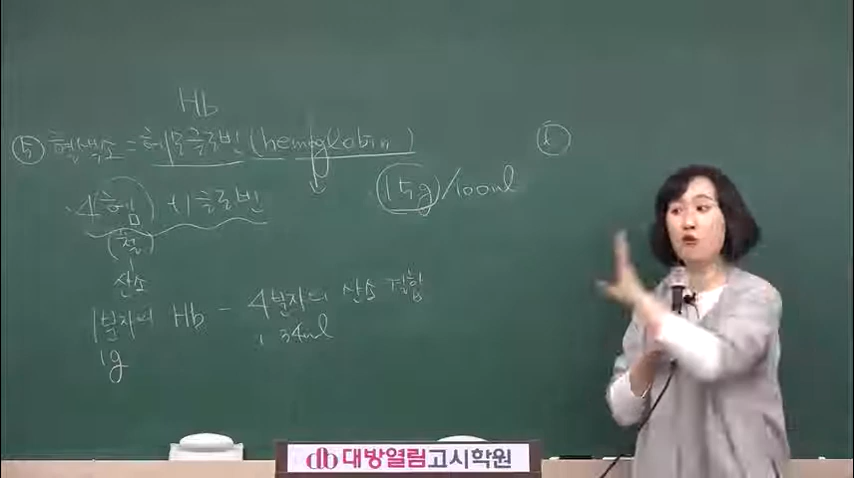 Hb
⑤ 혈색소 = 헤모글로빈 (hemoglobin)
15g/100ml
4헴 +1글로빈
(철)
산소
1분자의 Hb - 4분자의 산소 결합
1g 1.34ml
db대방열림고시학원